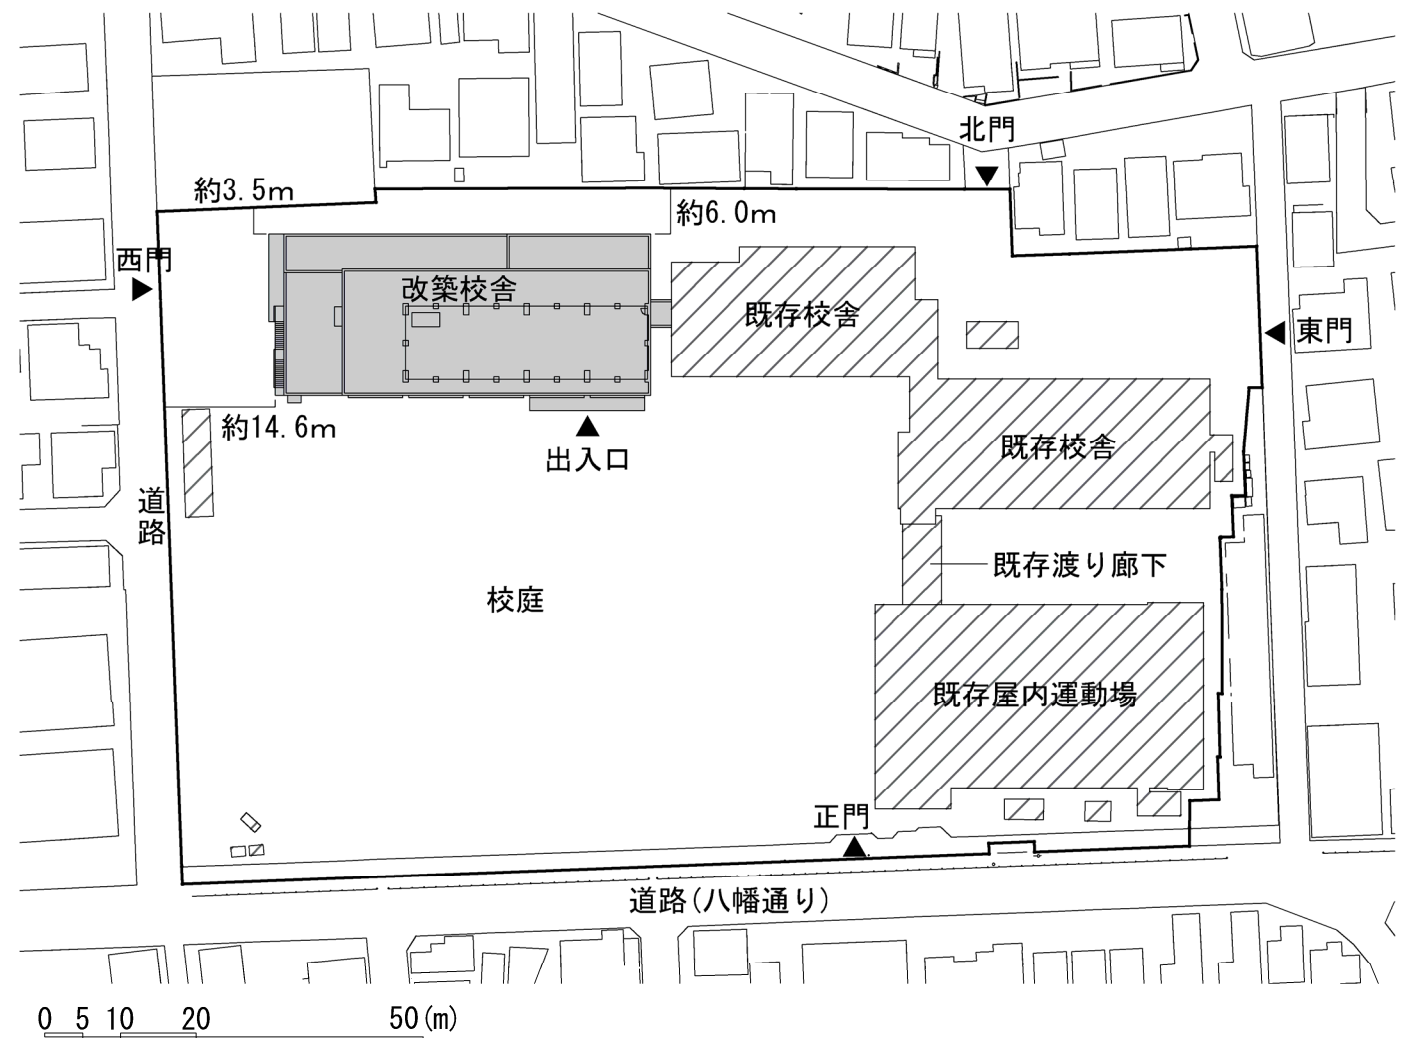 北門
約3.5m
約6.0m
西門
改築校舎
既存校舎
東門
約14.6m
出入口
既存校舎
道路
既存渡り廊下
校庭
既存屋内運動場
正門
道路(八幡通り)
0 5 10 20 50(m)